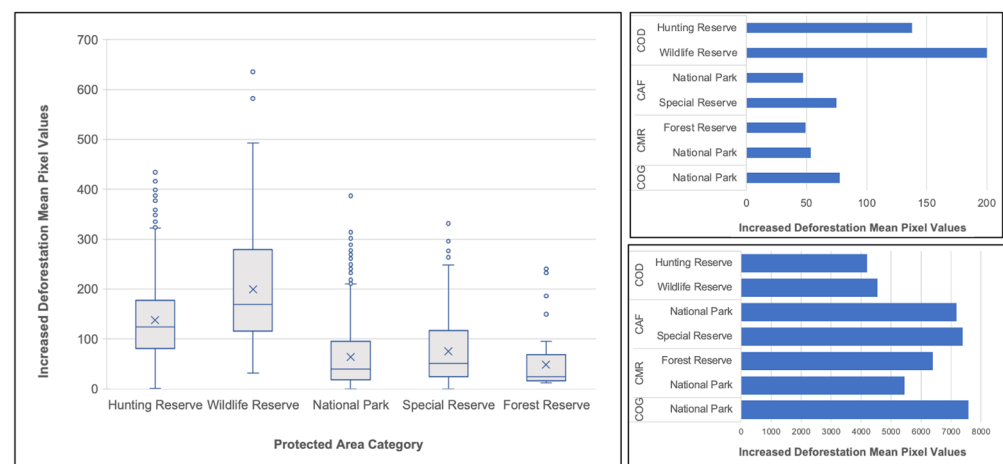 700
600
500
400
300
200
100
0
Increased Deforestation Mean Pixel Values
Hunting Reserve Wildlife Reserve National Park Special Reserve Forest Reserve
Protected Area Category
COD
Hunting Reserve
Wildlife Reserve
CAF
National Park
Special Reserve
CMR
Forest Reserve
National Park
COG
National Park
0 50 100 150 200
Increased Deforestation Mean Pixel Values
COD
Hunting Reserve
Wildlife Reserve
CAF
National Park
Special Reserve
CMR
Forest Reserve
National Park
COG
National Park
0 1000 2000 3000 4000 5000 6000 7000 8000
Increased Deforestation Mean Pixel Values